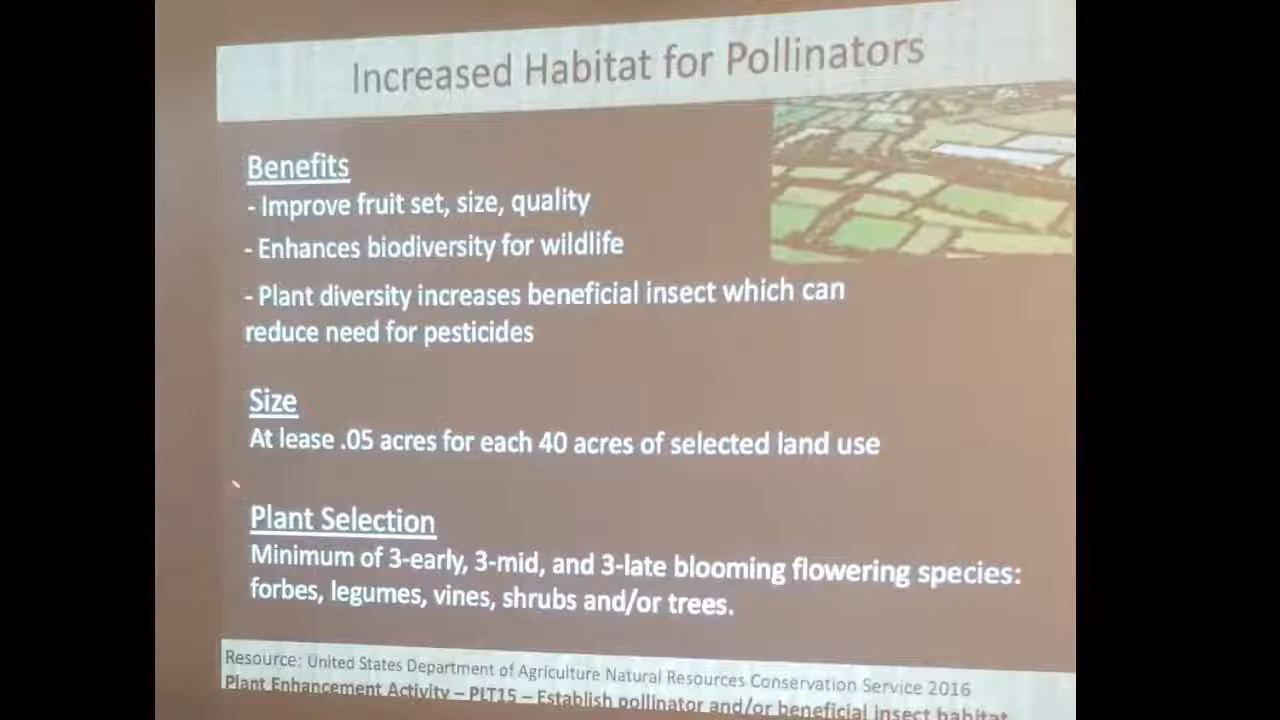 Increased Habitat for Pollinators
Benefits
- Improve fruit set, size, quality
- Enhances biodiversity for wildlife
- Plant diversity increases beneficial insect which can
reduce need for pesticides
Size
At lease .05 acres for each 40 acres of selected land use
Plant Selection
Minimum of 3-early, 3-mid, and 3-late blooming flowering species:
forbes, legumes, vines, shrubs and/or trees.
Resource: United States Department of Agriculture Natural Resources Conservation Service 2016
Plant Enhancement Activity – PLT15 – Establish pollinator and/or beneficial insect habitat